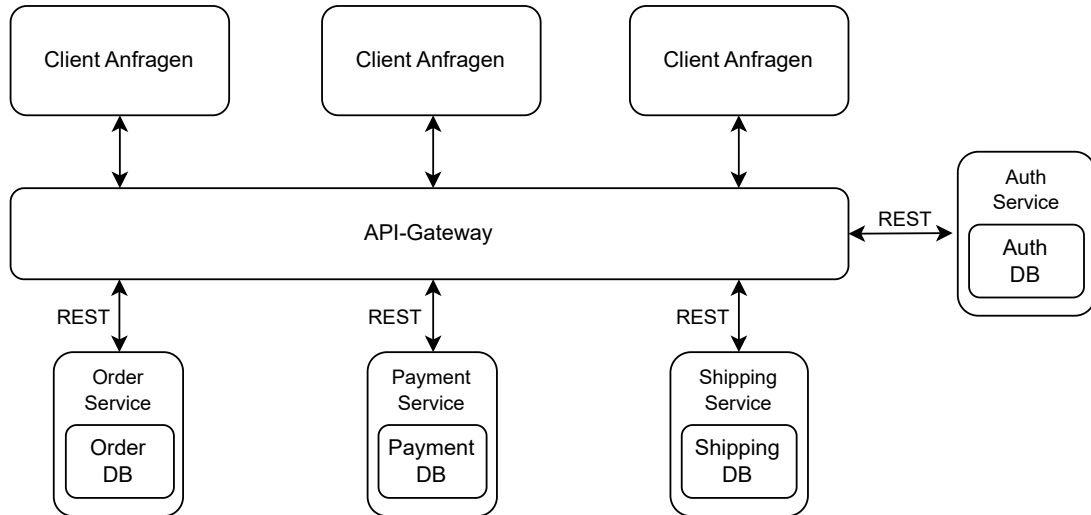 Client Anfragen
Client Anfragen
Client Anfragen
API-Gateway
REST
Auth
Service
Auth
DB
REST
REST
REST
Order
Service
Order
DB
Payment
Service
Payment
DB
Shipping
Service
Shipping
DB